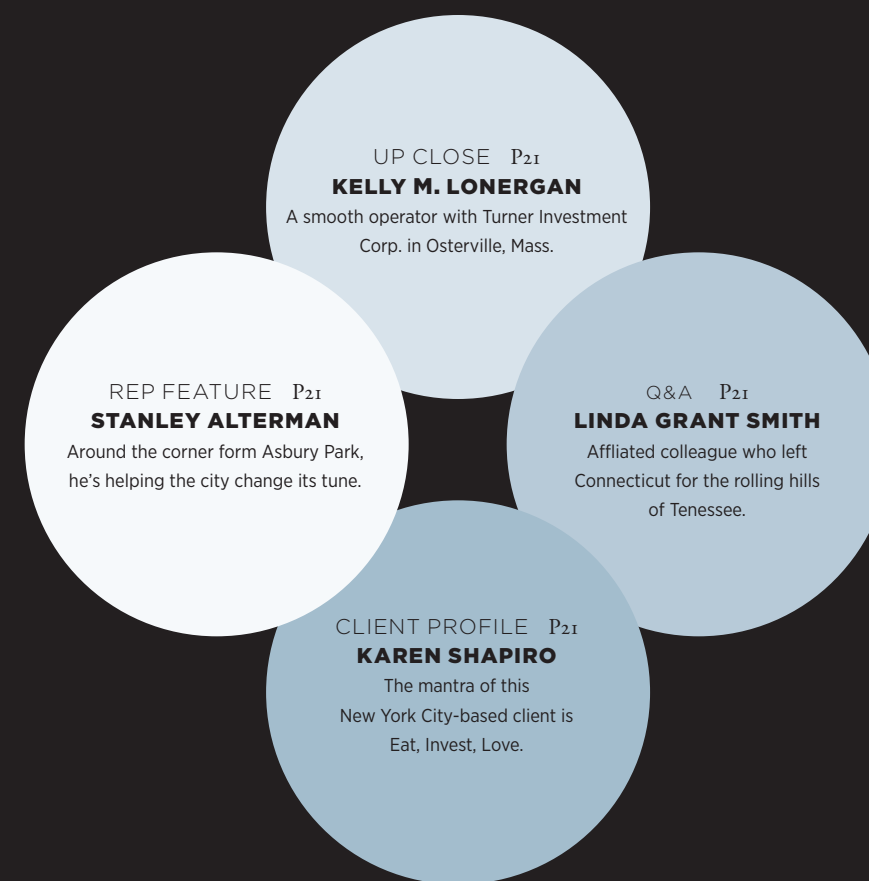 UP CLOSE P21
KELLY M. LONERGAN
A smooth operator with Turner Investment
Corp. in Osterville, Mass.
REP FEATURE P21
STANLEY ALTERMAN
Around the corner form Asbury Park,
he's helping the city change its tune.
Q&A P21
LINDA GRANT SMITH
Affliated colleague who left
Connecticut for the rolling hills
of Tenessee.
CLIENT PROFILE P21
KAREN SHAPIRO
The mantra of this
New York City-based client is
Eat, Invest, Love.